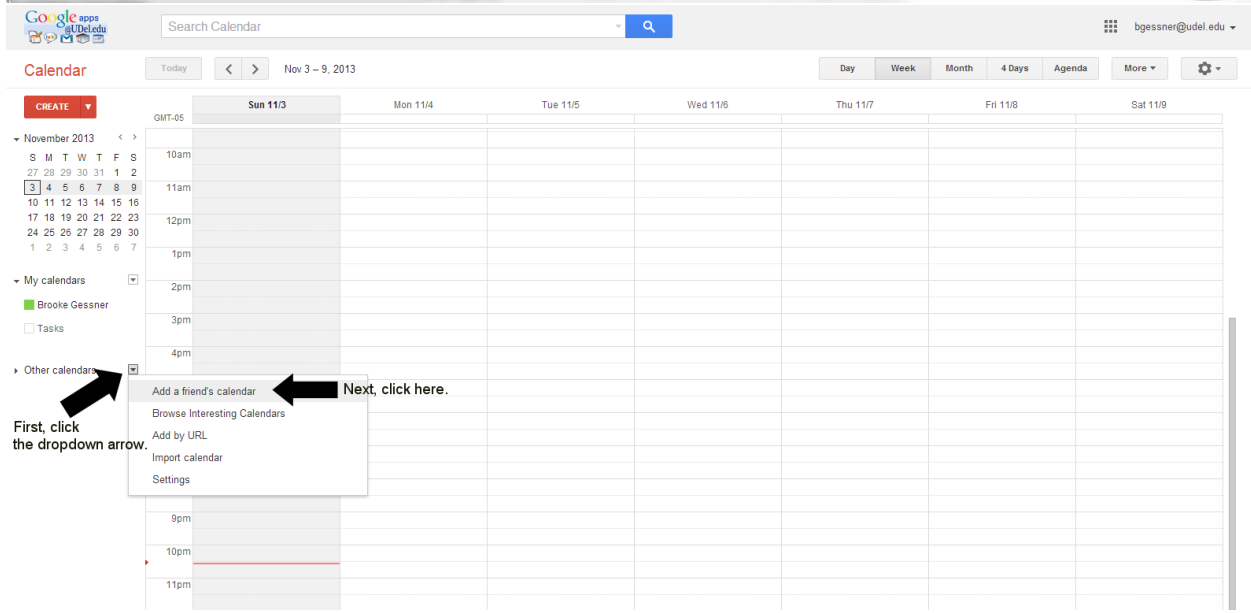 Google apps
@UDel.edu
Search Calendar
bgessner@udel.edu
Calendar
Today
Nov 3 – 9, 2013
Day Week Month 4 Days Agenda More
CREATE
Sun 11/3 Mon 11/4 Tue 11/5 Wed 11/6 Thu 11/7 Fri 11/8 Sat 11/9
GMT-05
November 2013
S M T W T F S
27 28 29 30 31 1 2
3 4 5 6 7 8 9
10 11 12 13 14 15 16
17 18 19 20 21 22 23
24 25 26 27 28 29 30
1 2 3 4 5 6 7
10am
11am
12pm
1pm
2pm
3pm
4pm
My calendars
Brooke Gessner
Tasks
Other calendars
First, click
the dropdown arrow.
Add a friend's calendar
Next, click here.
Browse Interesting Calendars
Add by URL
Import calendar
Settings
9pm
10pm
11pm